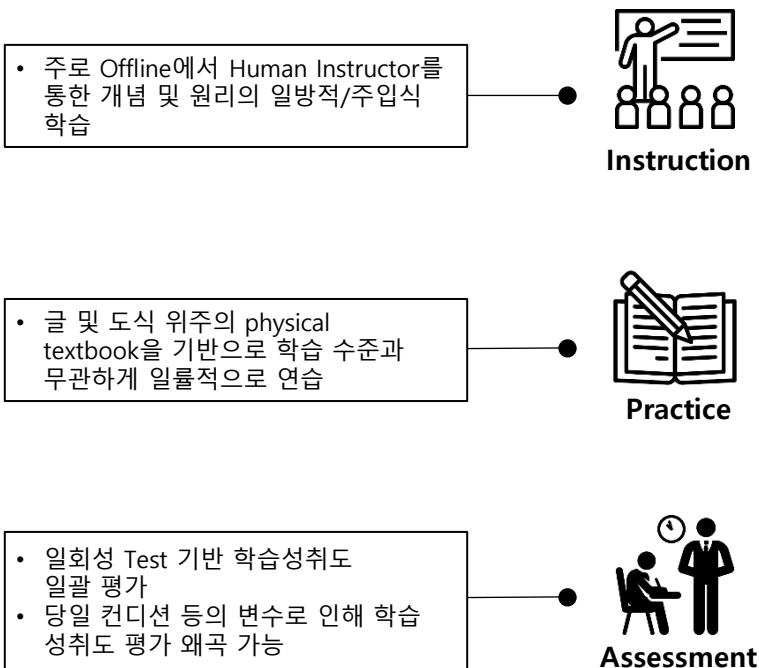 • 주로 Offline에서 Human Instructor를
통한 개념 및 원리의 일방적/주입식
학습
Instruction
• 글 및 도식 위주의 physical
textbook을 기반으로 학습 수준과
무관하게 일률적으로 연습
Practice
• 일회성 Test 기반 학습성취도
일괄 평가
• 당일 컨디션 등의 변수로 인해 학습
성취도 평가 왜곡 가능
Assessment